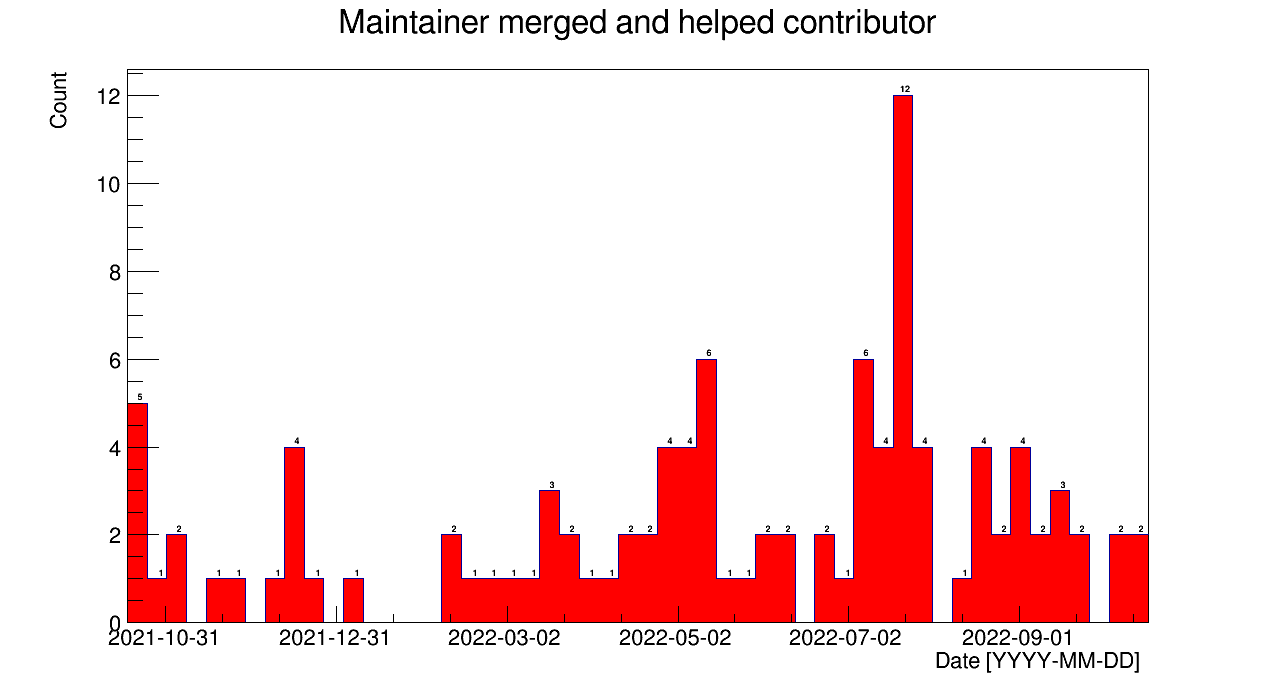 Maintainer merged and helped contributor
Count
12
10
8
6
4
2
0
5 1 2 1 1 1 4 1 1 2 1 1 1 1 3 2 1 1 2 2 4 4 6 1 1 2 2 2 1 6 4 12 4 1 4 2 4 2 3 2 2 2
2021-10-31 2021-12-31 2022-03-02 2022-05-02 2022-07-02 2022-09-01
Date [YYYY-MM-DD]